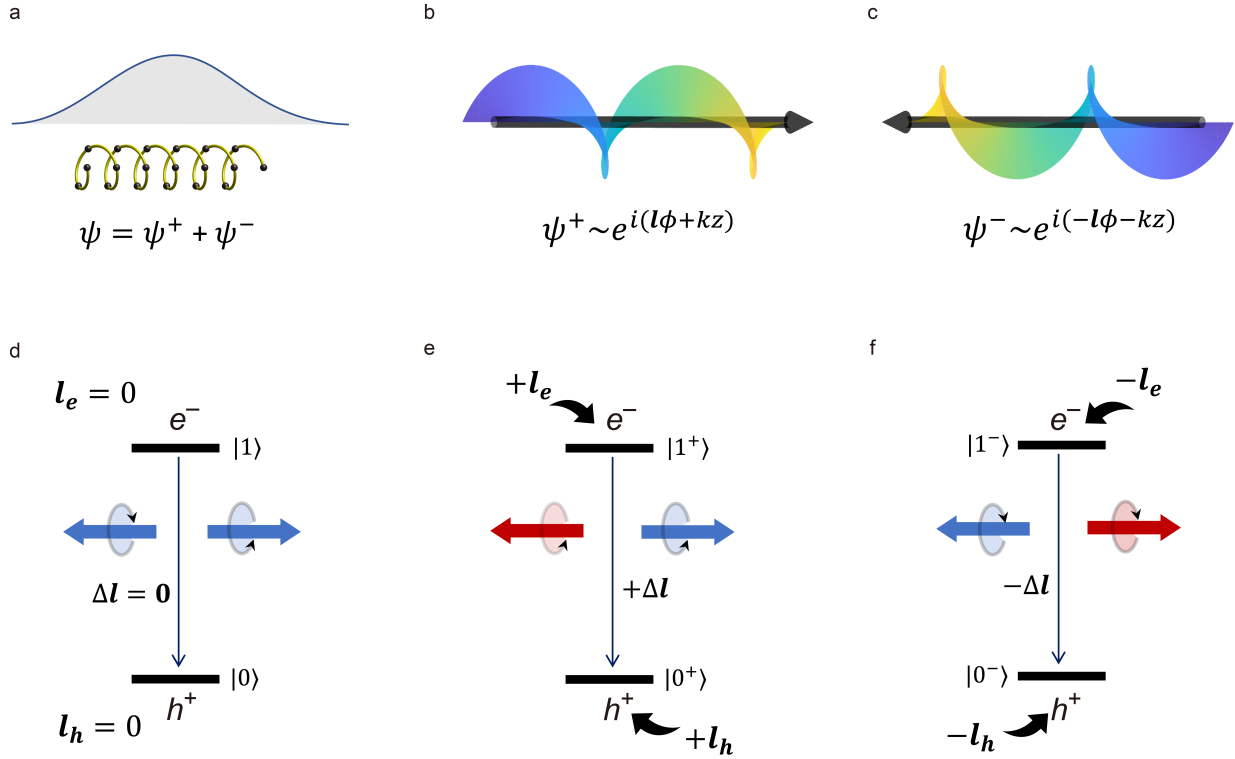 a
b
c
ψ = ψ⁺ + ψ⁻
ψ⁺~e^{i(lϕ+kz)}
ψ⁻~e^{i(−lϕ−kz)}
d
e
f
l_e = 0
+l_e
−l_e
e⁻
e⁻
e⁻
|1⟩
|1⁺⟩
|1⁻⟩
Δl = 0
+Δl
−Δl
|0⟩
|0⁺⟩
|0⁻⟩
h⁺
h⁺
h⁺
l_h = 0
+l_h
−l_h